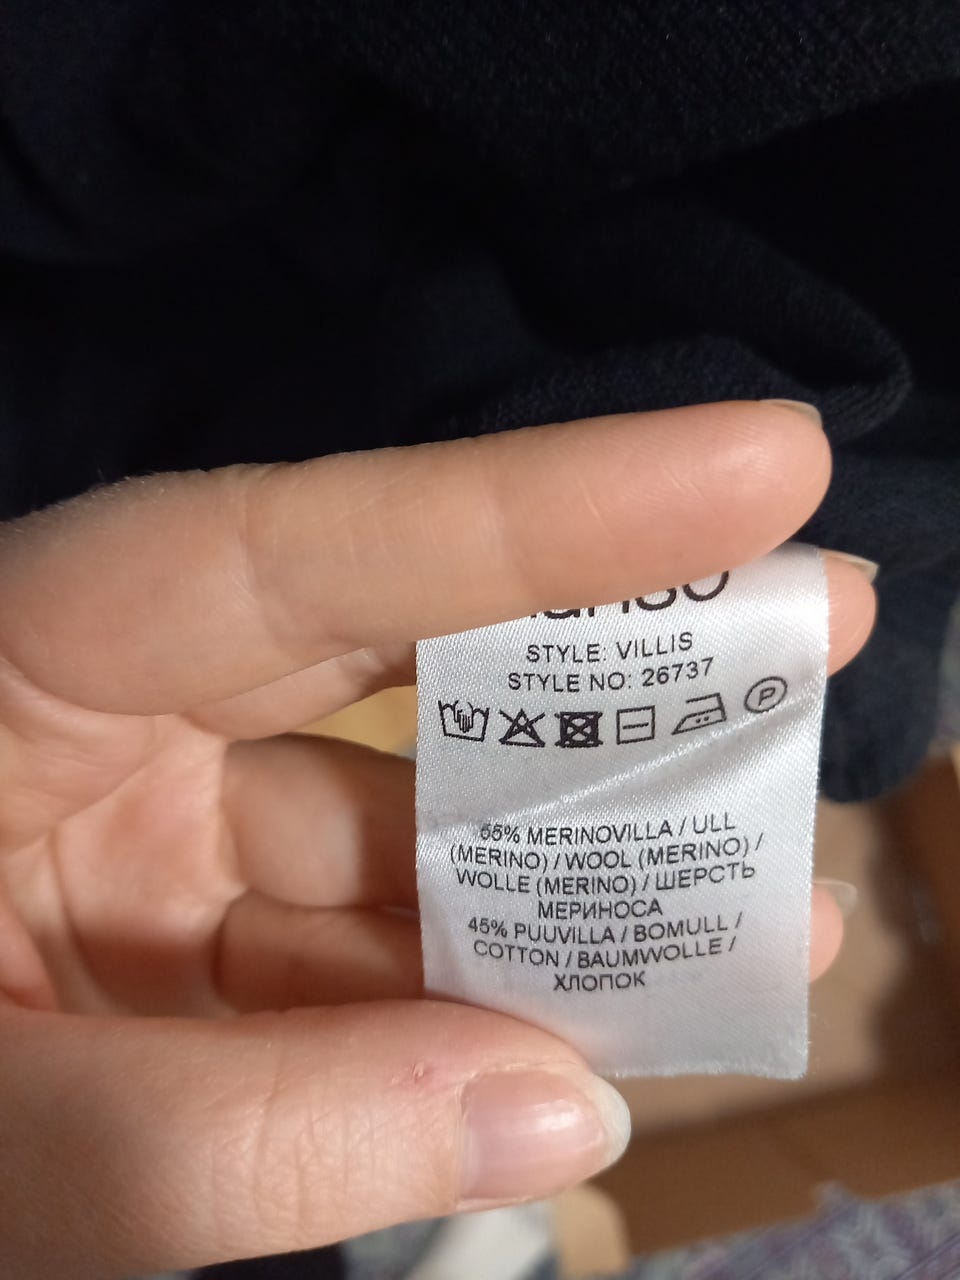 STYLE: VILLIS
STYLE NO: 26737
P
55% MERINOVILLA / ULL
(MERINO) / WOOL (MERINO) /
WOLLE (MERINO) / ШЕРСТЬ
МЕРИНОСА
45% PUUVILLA / BOMULL /
COTTON / BAUMWOLLE /
ХЛОПОК